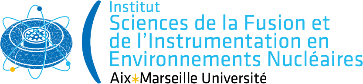 Institut
Sciences de la Fusion et
de l'Instrumentation en
Environnements Nucléaires
Aix*Marseille Université